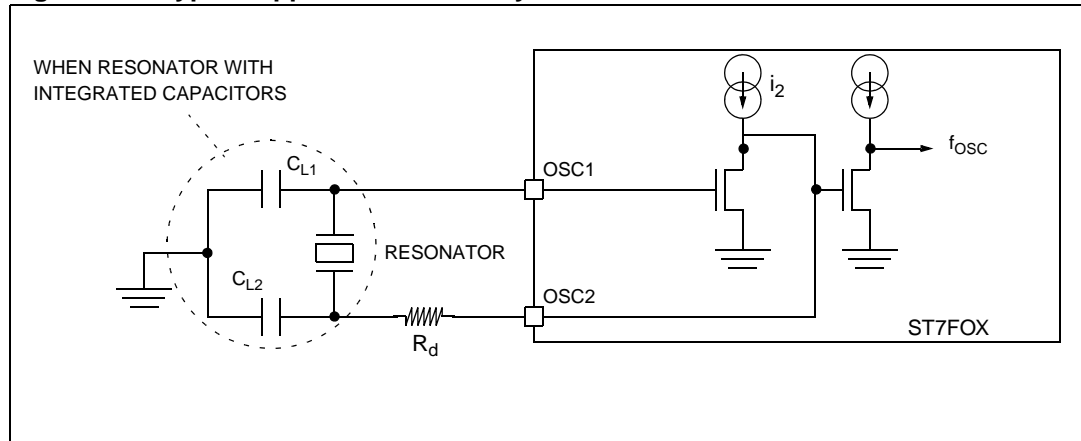 WHEN RESONATOR WITH
INTEGRATED CAPACITORS
CL1
i2
fOSC
OSC1
RESONATOR
CL2
OSC2
Rd
ST7FOX